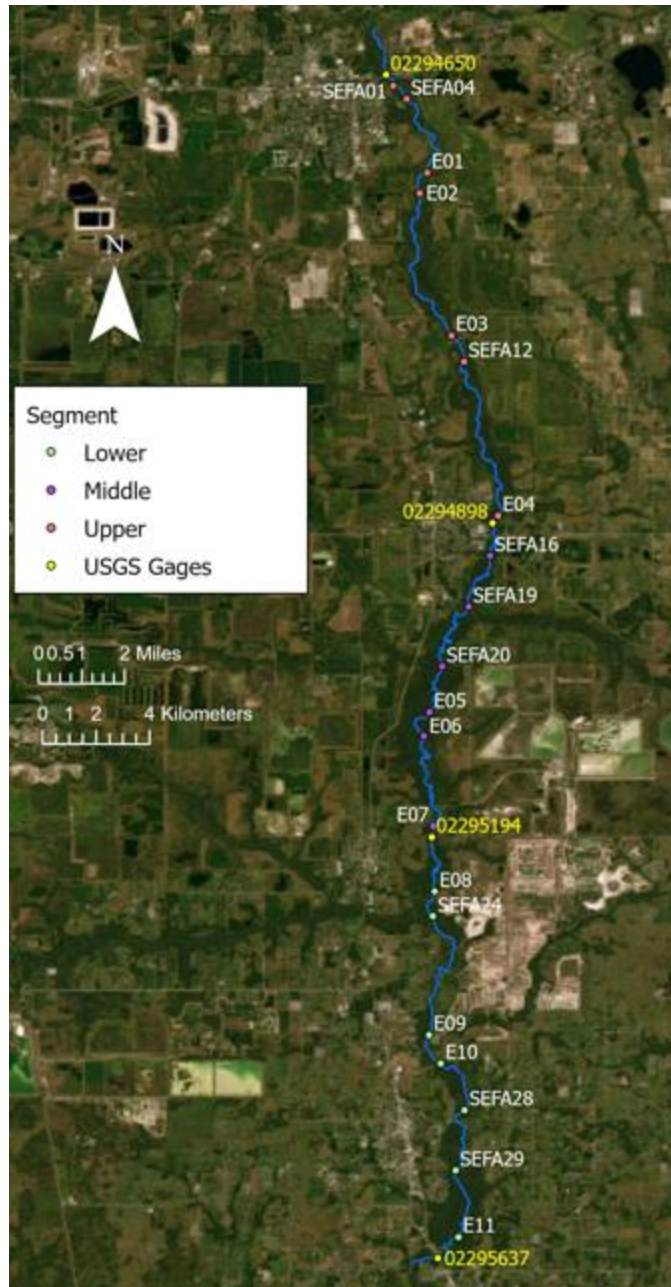 02294650
SEFA01
SEFA04
E01
E02
N
E03
SEFA12
Segment
Lower
Middle
Upper
USGS Gages
E04
02294898
SEFA16
SEFA19
0 0.5 1 2 Miles
SEFA20
0 1 2 4 Kilometers
E05
E06
E07
02295194
E08
SEFA24
E09
E10
SEFA28
SEFA29
E11
02295637